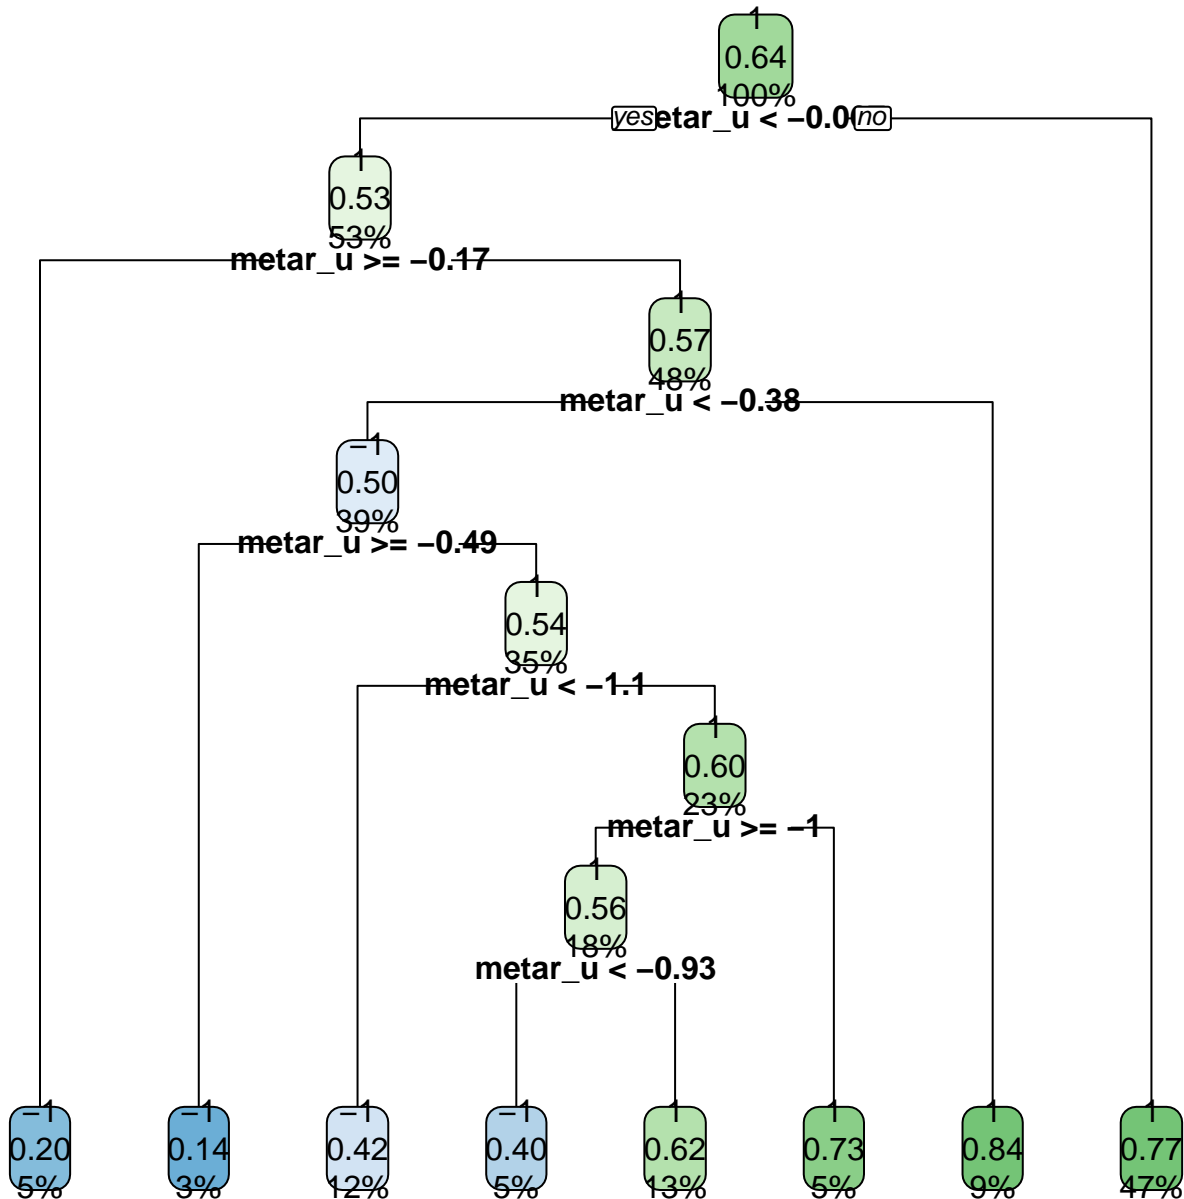 1
0.64
100%
yes etar_u < −0.0 no
1
0.53
53%
metar_u >= −0.17
1
0.57
48%
metar_u < −0.38
−1
0.50
39%
metar_u >= −0.49
1
0.54
35%
metar_u < −1.1
1
0.60
23%
metar_u >= −1
1
0.56
18%
metar_u < −0.93
−1 −1 −1 −1 1 1 1 1
0.20 0.14 0.42 0.40 0.62 0.73 0.84 0.77
5% 3% 12% 5% 13% 5% 9% 47%